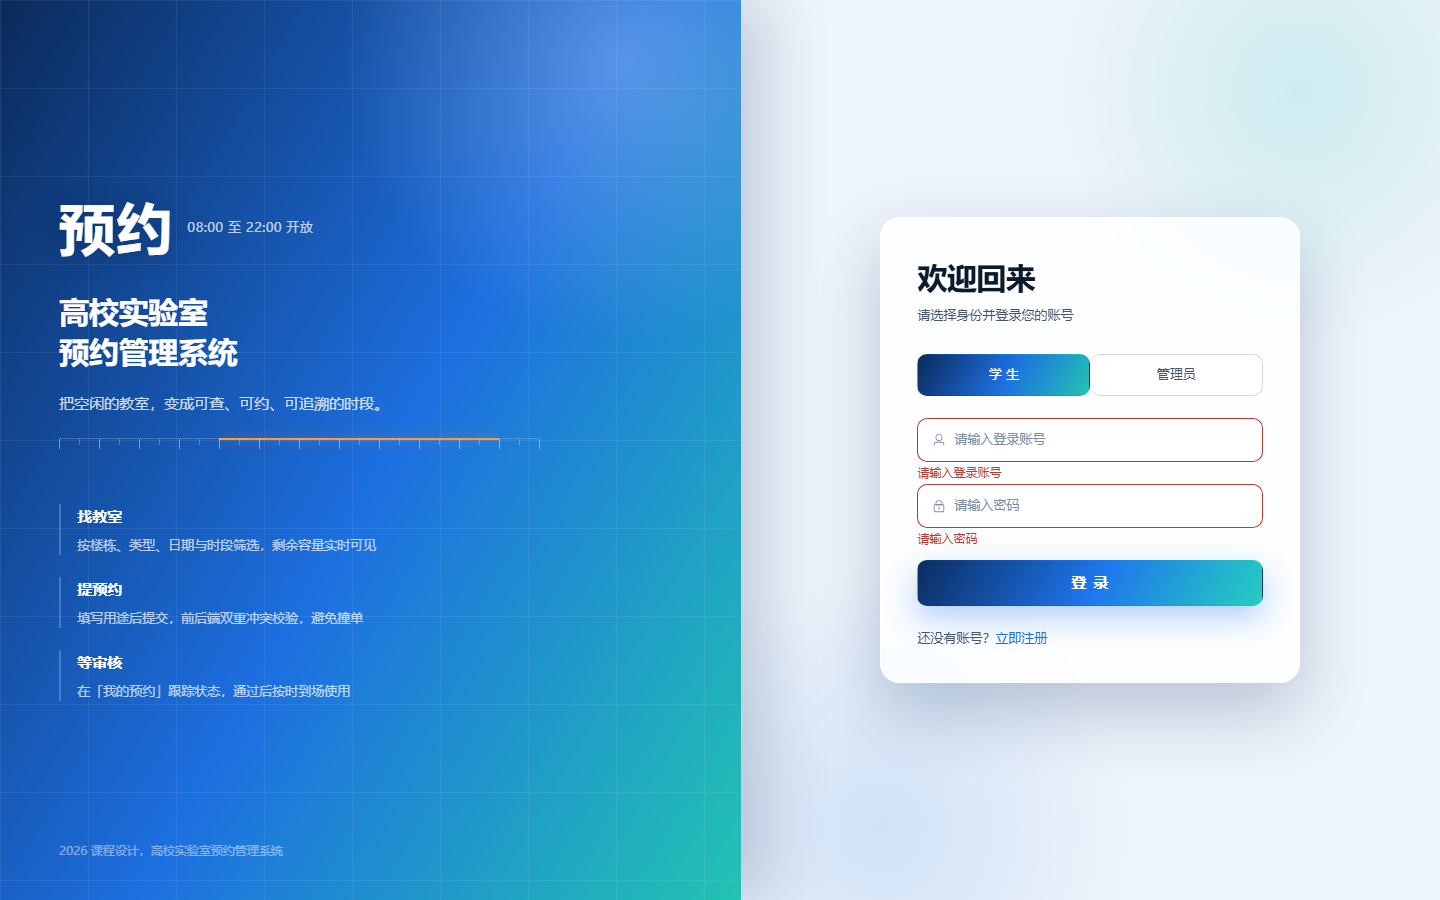 预约
08:00 至 22:00 开放
高校实验室
预约管理系统
把空闲的教室，变成可查、可约、可追溯的时段。
找教室
按楼栋、类型、日期与时段筛选，剩余容量实时可见
提预约
填写用途后提交，前后端双重冲突校验，避免撞单
等审核
在「我的预约」跟踪状态，通过后按时到场使用
2026 课程设计，高校实验室预约管理系统
欢迎回来
请选择身份并登录您的账号
学生
管理员
请输入登录账号
请输入登录账号
请输入密码
请输入密码
登 录
还没有账号？立即注册